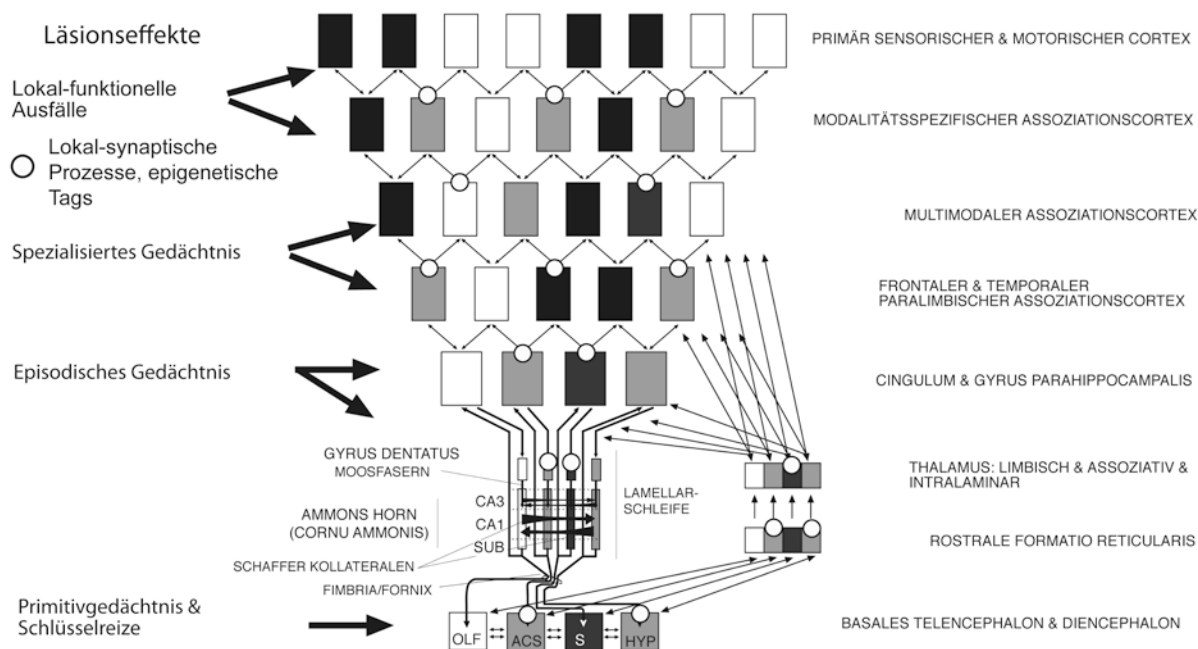 Läsionseffekte
PRIMÄR SENSORISCHER & MOTORISCHER CORTEX
Lokal-funktionelle
Ausfälle
MODALITÄTSSPEZIFISCHER ASSOZIATIONSCORTEX
Lokal-synaptische
Prozesse, epigenetische
Tags
MULTIMODALER ASSOZIATIONSCORTEX
Spezialisiertes Gedächtnis
FRONTALER & TEMPORALER
PARALIMBISCHER ASSOZIATIONSCORTEX
Episodisches Gedächtnis
CINGULUM & GYRUS PARAHIPPOCAMPALIS
GYRUS DENTATUS
MOOSFASERN
THALAMUS: LIMBISCH & ASSOZIATIV &
INTRALAMINAR
CA3
LAMELLAR-
SCHLEIFE
AMMONS HORN
(CORNU AMMONIS)
CA1
SUB
ROSTRALE FORMATIO RETICULARIS
SCHAFFER KOLLATERALEN
FIMBRIA/FORNIX
Primitivgedächtnis &
Schlüsselreize
OLF
ACS
S
HYP
BASALES TELENCEPHALON & DIENCEPHALON